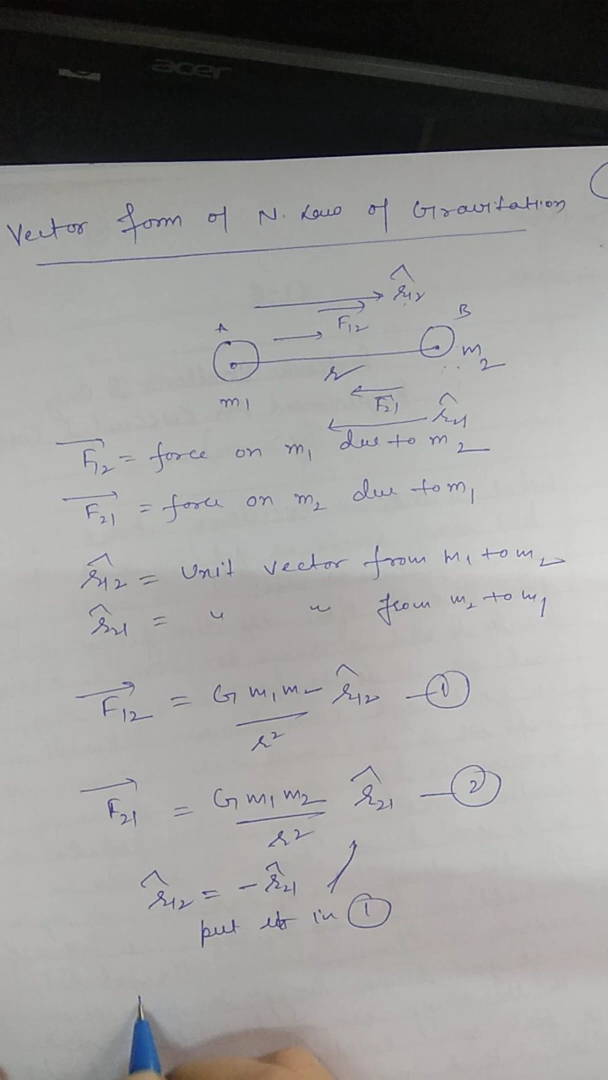 acer
Vector form of N. Law of Gravitation
r̂12
F12
A
B
m1
r
m2
F21
r̂21
F12 = force on m1 due to m2
F21 = force on m2 due to m1
r̂12 = Unit vector from m1 to m2
r̂21 = " " from m2 to m1
F12 = G m1 m2 / r² r̂12 — ①
F21 = G m1 m2 / r² r̂21 — ②
r̂12 = - r̂21
put it in ①